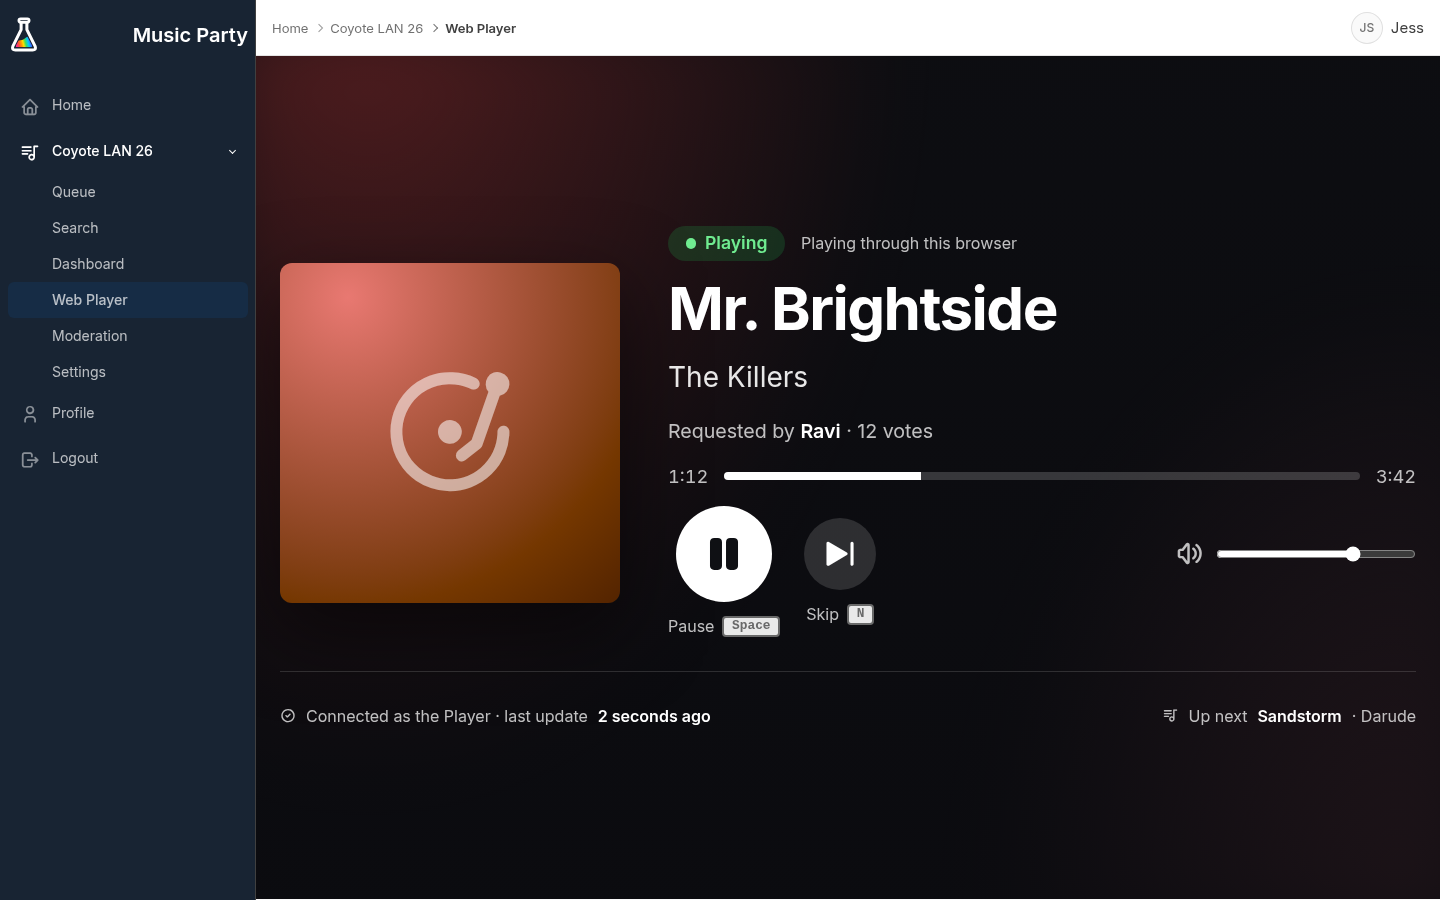 Music Party
Home
Coyote LAN 26
Queue
Search
Dashboard
Web Player
Moderation
Settings
Profile
Logout
Home > Coyote LAN 26 > Web Player
JS Jess
Playing Playing through this browser
Mr. Brightside
The Killers
Requested by Ravi · 12 votes
1:12 3:42
Pause Space
Skip N
Connected as the Player · last update 2 seconds ago
Up next Sandstorm · Darude